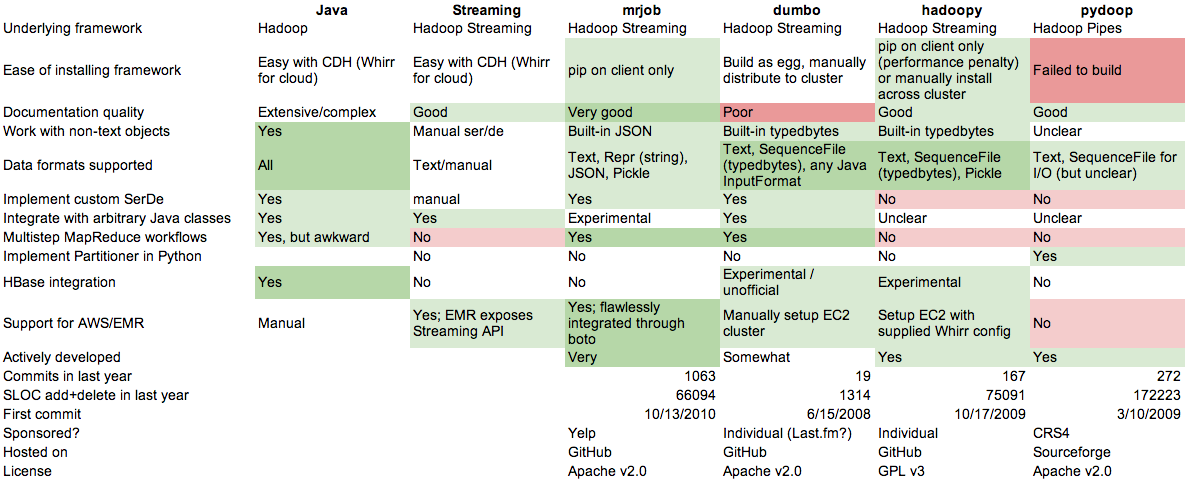 Java Streaming mrjob dumbo hadoopy pydoop
Underlying framework Hadoop Hadoop Streaming Hadoop Streaming Hadoop Streaming Hadoop Streaming Hadoop Pipes
Ease of installing framework Easy with CDH (Whirr for cloud) Easy with CDH (Whirr for cloud) pip on client only Build as egg, manually distribute to cluster pip on client only (performance penalty) or manually install across cluster Failed to build
Documentation quality Extensive/complex Good Very good Poor Good Good
Work with non-text objects Yes Manual ser/de Built-in JSON Built-in typedbytes Built-in typedbytes Unclear
Data formats supported All Text/manual Text, Repr (string), JSON, Pickle Text, SequenceFile (typedbytes), any Java InputFormat Text, SequenceFile (typedbytes), Pickle Text, SequenceFile for I/O (but unclear)
Implement custom SerDe Yes manual Yes Yes No No
Integrate with arbitrary Java classes Yes Yes Experimental Yes Unclear Unclear
Multistep MapReduce workflows Yes, but awkward No Yes Yes No No
Implement Partitioner in Python No No No No Yes
HBase integration Yes No No Experimental / unofficial Experimental No
Support for AWS/EMR Manual Yes; EMR exposes Streaming API Yes; flawlessly integrated through boto Manually setup EC2 cluster Setup EC2 with supplied Whirr config No
Actively developed Very Somewhat Yes Yes
Commits in last year 1063 19 167 272
SLOC add+delete in last year 66094 1314 75091 172223
First commit 10/13/2010 6/15/2008 10/17/2009 3/10/2009
Sponsored? Yelp Individual (Last.fm?) Individual CRS4
Hosted on GitHub GitHub GitHub Sourceforge
License Apache v2.0 Apache v2.0 GPL v3 Apache v2.0